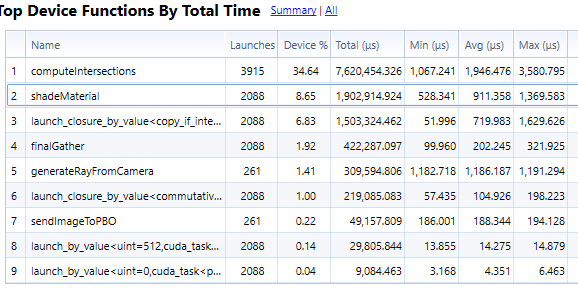 Top Device Functions By Total Time Summary | All
Name Launches Device % Total (µs) Min (µs) Avg (µs) Max (µs)
1 computeIntersections 3915 34.64 7,620,454.326 1,067.241 1,946.476 3,580.795
2 shadeMaterial 2088 8.65 1,902,914.924 528.341 911.358 1,369.583
3 launch_closure_by_value<copy_if_inte... 2088 6.83 1,503,324.462 51.996 719.983 1,629.626
4 finalGather 2088 1.92 422,287.097 99.960 202.245 321.925
5 generateRayFromCamera 261 1.41 309,594.806 1,182.718 1,186.187 1,191.294
6 launch_closure_by_value<commutativ... 2088 1.00 219,085.083 57.435 104.926 198.223
7 sendImageToPBO 261 0.22 49,157.809 186.001 188.344 194.128
8 launch_by_value<uint=512,cuda_task... 2088 0.14 29,805.844 13.855 14.275 14.879
9 launch_by_value<uint=0,cuda_task<p... 2088 0.04 9,084.463 3.168 4.351 6.463